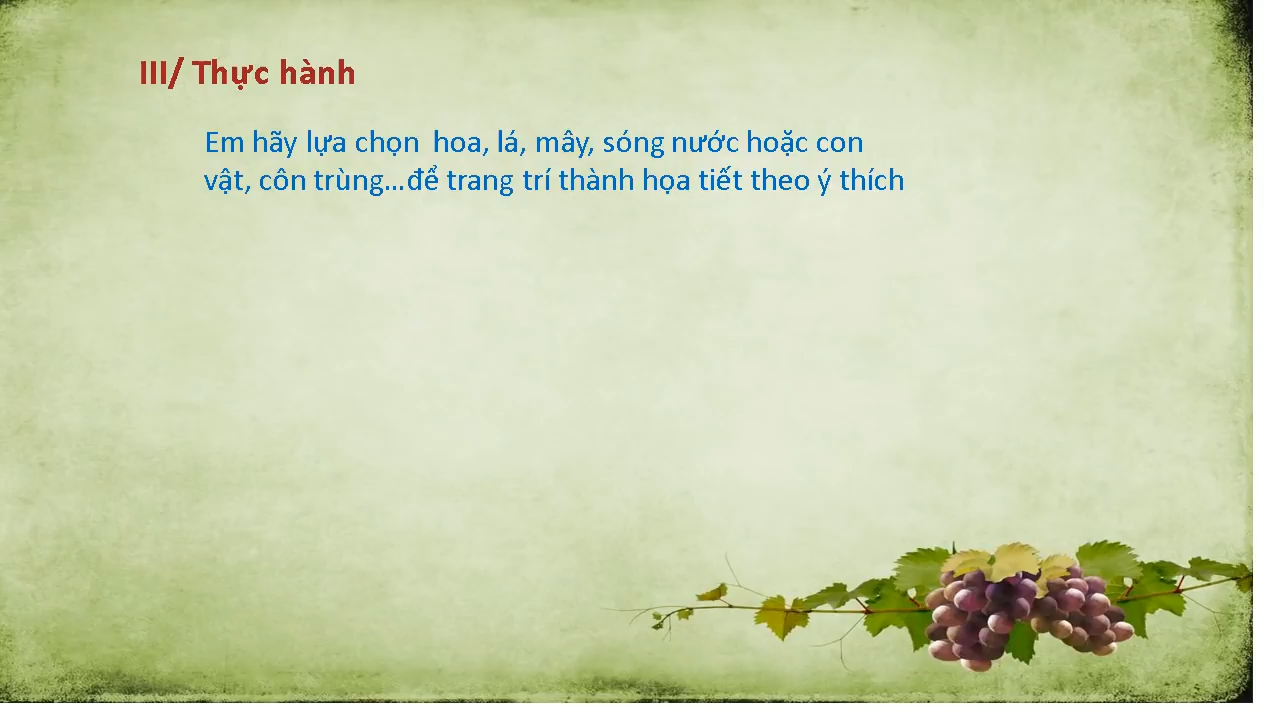 III/ Thực hành
Em hãy lựa chọn  hoa, lá, mây, sóng nước hoặc con
vật, côn trùng...để trang trí thành họa tiết theo ý thích